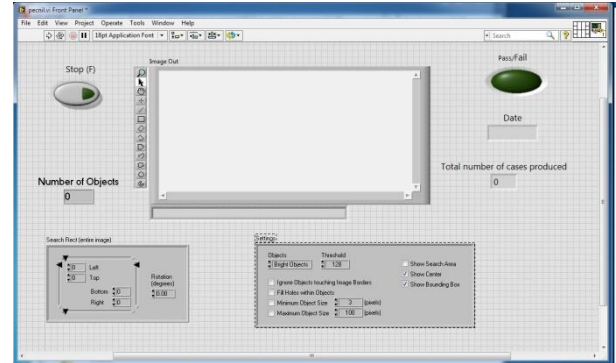 pecnil.vi Front Panel *
File Edit View Project Operate Tools Window Help
18pt Application Font
Search
Stop (F)
Image Out
Pass/Fail
Date
Total number of cases produced
0
Number of Objects
0
Search Rect (entire image)
0 Left
0 Top
Bottom 0
Right 0
Rotation
(degrees)
0.00
Settings
Objects
Bright Objects
Threshold
128
Ignore Objects touching Image Borders
Fill Holes within Objects
Minimum Object Size 3 (pixels)
Maximum Object Size 100 (pixels)
Show Search Area
Show Center
Show Bounding Box